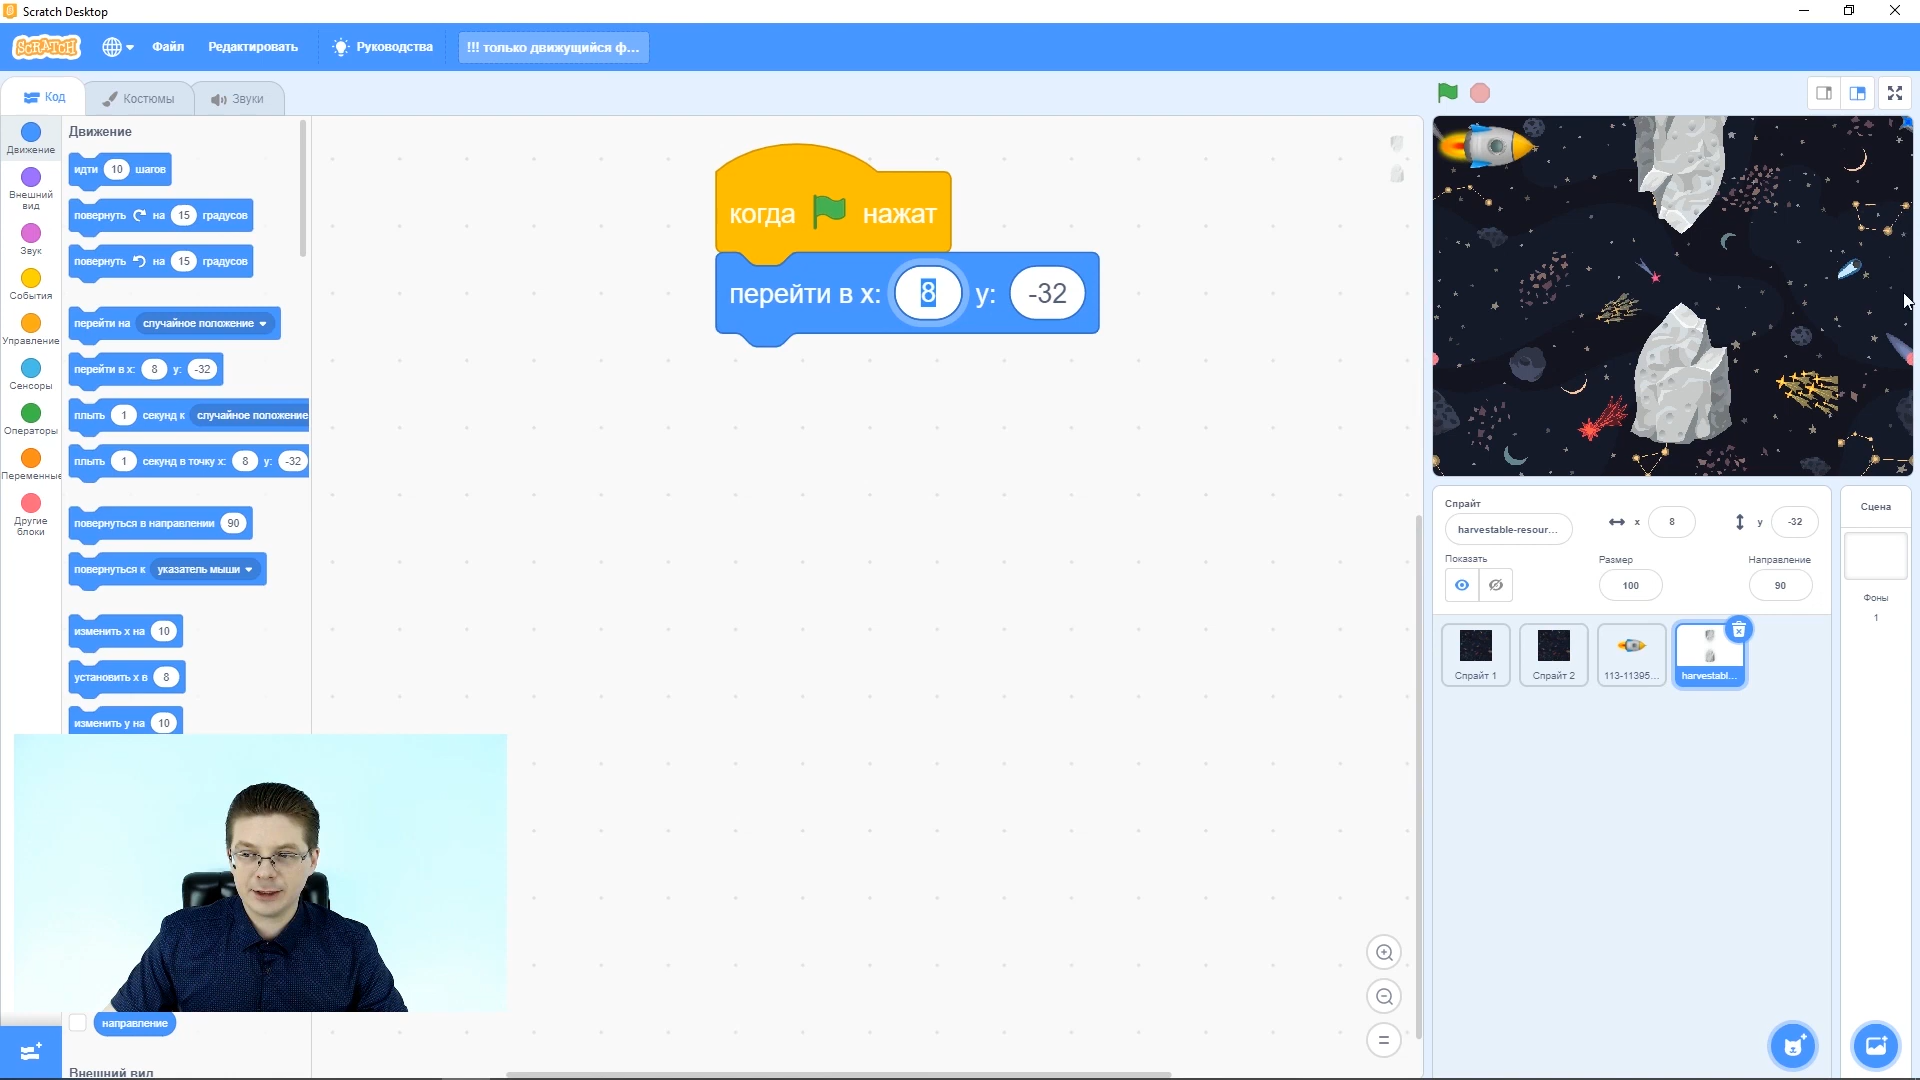 Scratch Desktop
SCRATCH
Файл
Редактировать
Руководства
!!! только движущийся ф...
Код
Костюмы
Звуки
Движение
Внешний
вид
Звук
События
Управление
Сенсоры
Операторы
Переменные
Другие
блоки
Движение
идти 10 шагов
повернуть на 15 градусов
повернуть на 15 градусов
перейти на случайное положение
перейти в x: 8 y: -32
плыть 1 секунд к случайное положение
плыть 1 секунд в точку x: 8 y: -32
повернуться в направлении 90
повернуться к указатель мыши
изменить x на 10
установить x в 8
изменить y на 10
направление
Внешний вид
когда нажат
перейти в x: 8 y: -32
Спрайт
harvestable-resour...
x 8
y -32
Показать
Размер
100
Направление
90
Спрайт 1
Спрайт 2
113-11395...
harvestabl...
Сцена
Фоны
1